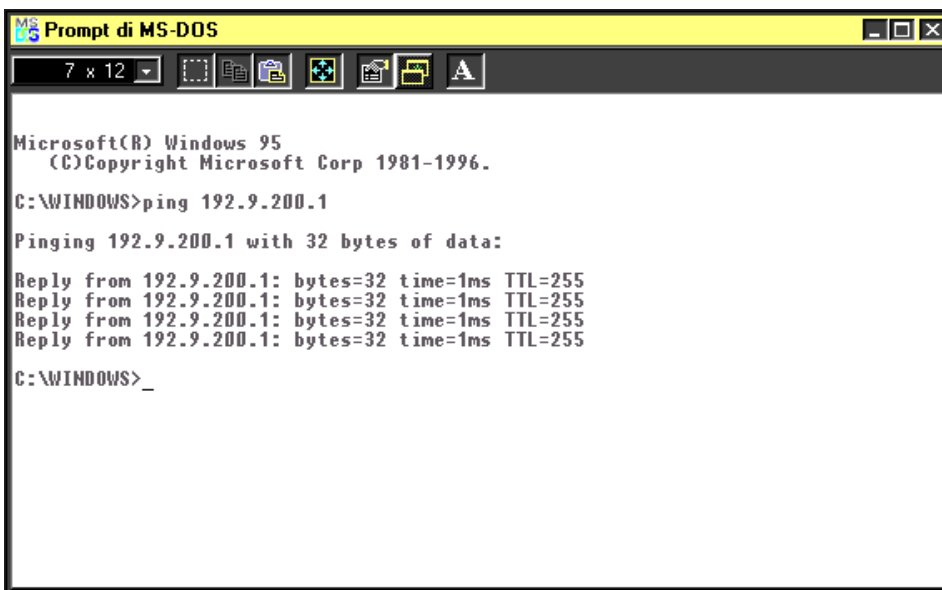 Prompt di MS-DOS
7 x 12
A
Microsoft(R) Windows 95
(C)Copyright Microsoft Corp 1981-1996.
C:\WINDOWS>ping 192.9.200.1
Pinging 192.9.200.1 with 32 bytes of data:
Reply from 192.9.200.1: bytes=32 time=1ms TTL=255
Reply from 192.9.200.1: bytes=32 time=1ms TTL=255
Reply from 192.9.200.1: bytes=32 time=1ms TTL=255
Reply from 192.9.200.1: bytes=32 time=1ms TTL=255
C:\WINDOWS>_